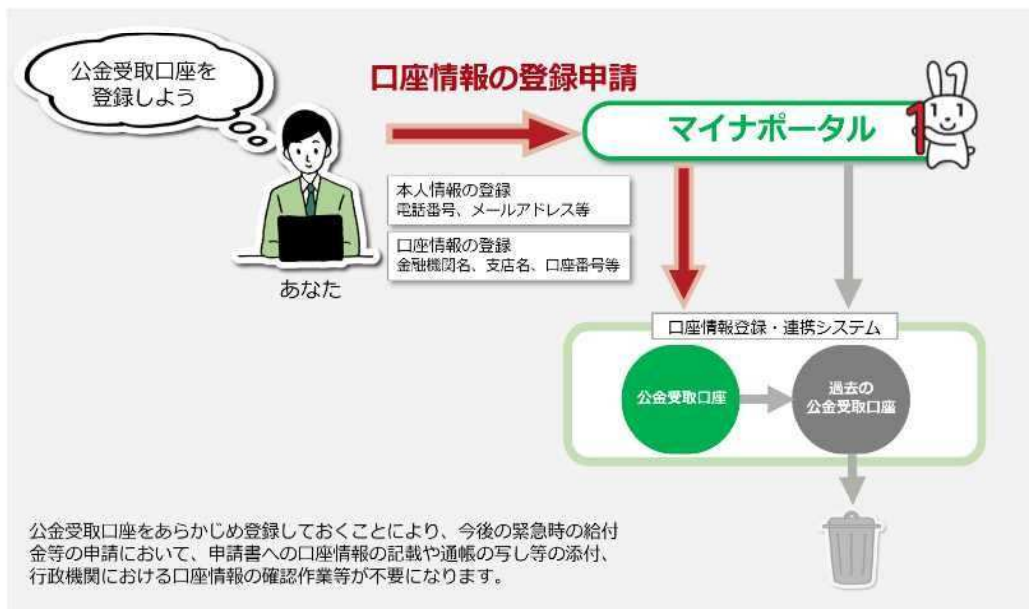 公金受取口座を
登録しよう
口座情報の登録申請
マイナポータル
1
本人情報の登録
電話番号、メールアドレス等
口座情報の登録
金融機関名、支店名、口座番号等
あなた
口座情報登録・連携システム
公金受取口座
過去の
公金受取口座
公金受取口座をあらかじめ登録しておくことにより、今後の緊急時の給付
金等の申請において、申請書への口座情報の記載や通帳の写し等の添付、
行政機関における口座情報の確認作業等が不要になります。